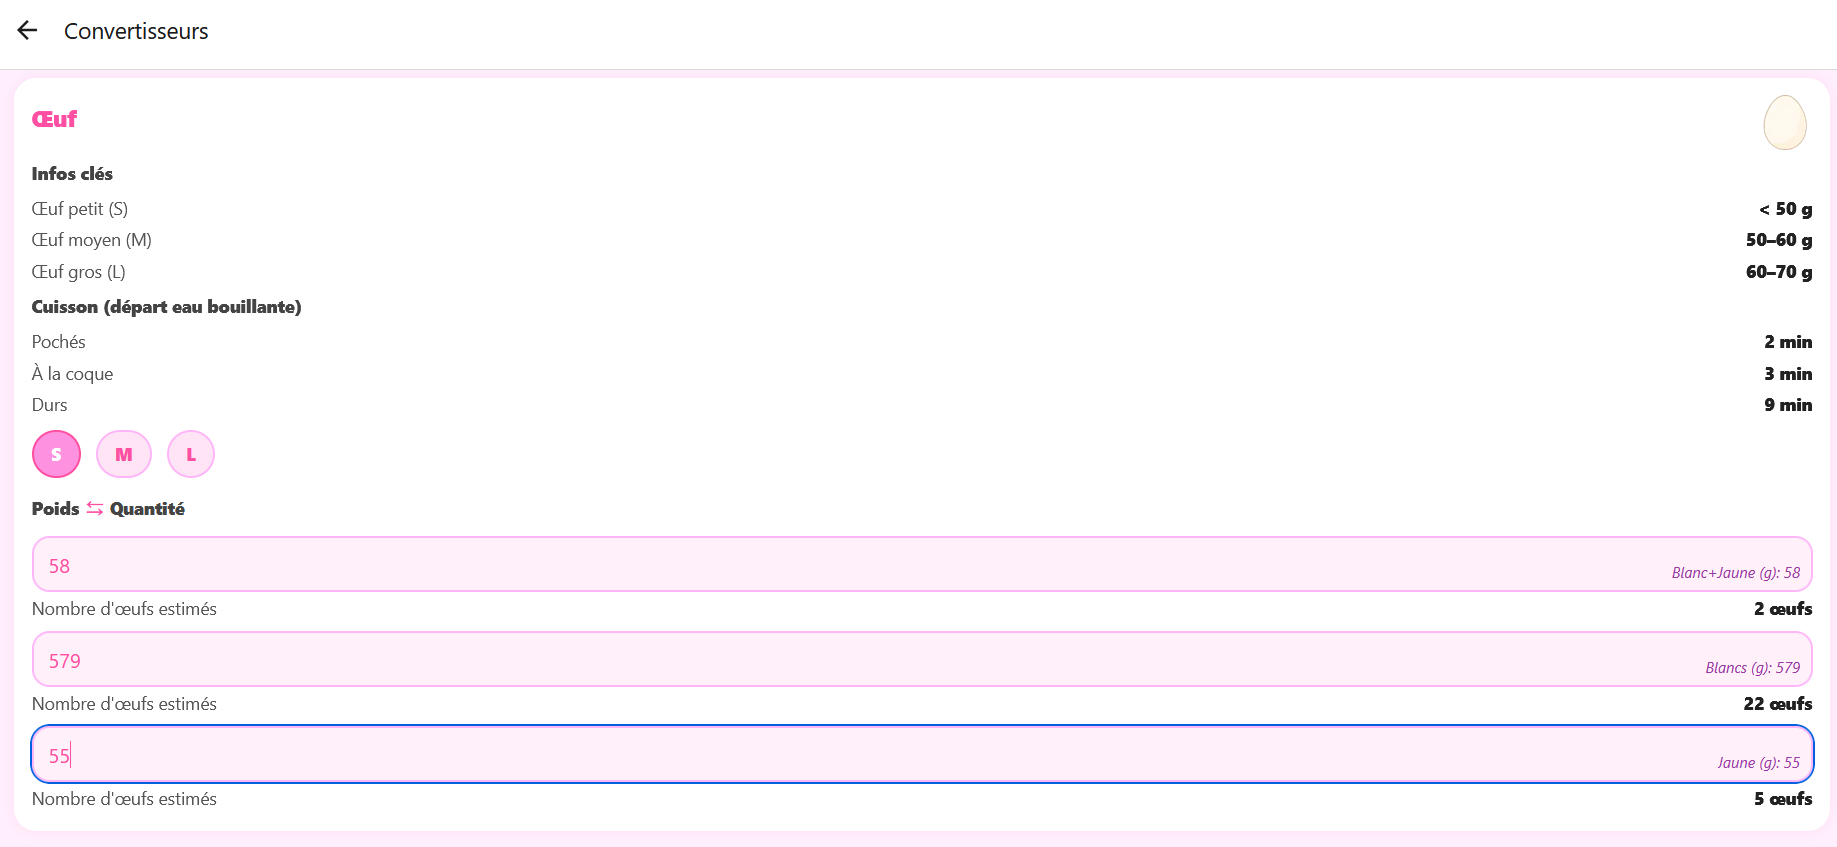 Convertisseurs
Œuf
Infos clés
Œuf petit (S) < 50 g
Œuf moyen (M) 50–60 g
Œuf gros (L) 60–70 g
Cuisson (départ eau bouillante)
Pochés 2 min
À la coque 3 min
Durs 9 min
S M L
Poids ⇆ Quantité
58 Blanc+Jaune (g): 58
Nombre d'œufs estimés 2 œufs
579 Blancs (g): 579
Nombre d'œufs estimés 22 œufs
55 Jaune (g): 55
Nombre d'œufs estimés 5 œufs